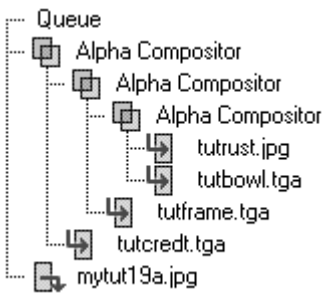 Queue
Alpha Compositor
Alpha Compositor
Alpha Compositor
tutrust.jpg
tutbowl.tga
tutframe.tga
tutcredt.tga
mytut19a.jpg